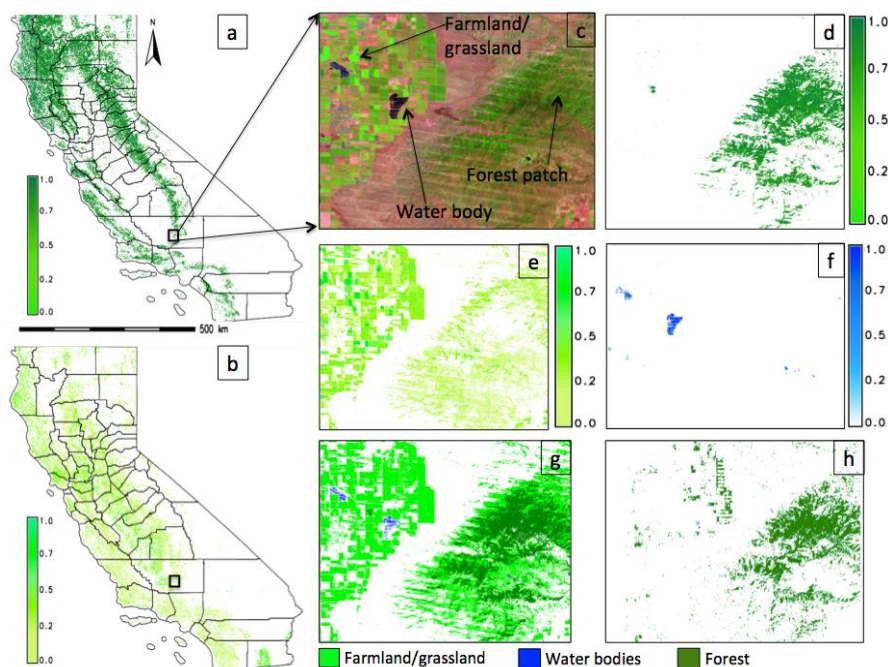 a
N
1.0
0.7
0.5
0.2
0.0
500 km
b
1.0
0.7
0.5
0.2
0.0
Farmland/
grassland
c
Forest patch
Water body
d
1.0
0.7
0.5
0.2
0.0
e
1.0
0.7
0.5
0.2
0.0
f
1.0
0.7
0.5
0.2
0.0
g
h
Farmland/grassland
Water bodies
Forest